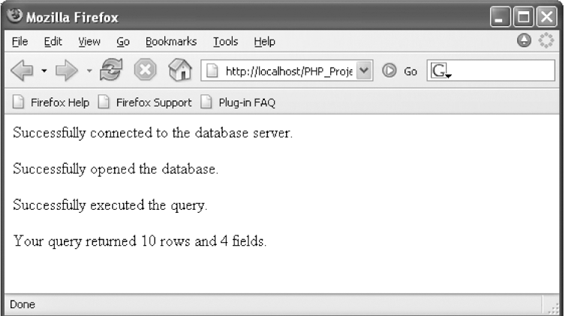 Mozilla Firefox
File Edit View Go Bookmarks Tools Help
http://localhost/PHP_Proje Go G
Firefox Help Firefox Support Plug-in FAQ
Successfully connected to the database server.
Successfully opened the database.
Successfully executed the query.
Your query returned 10 rows and 4 fields.
Done